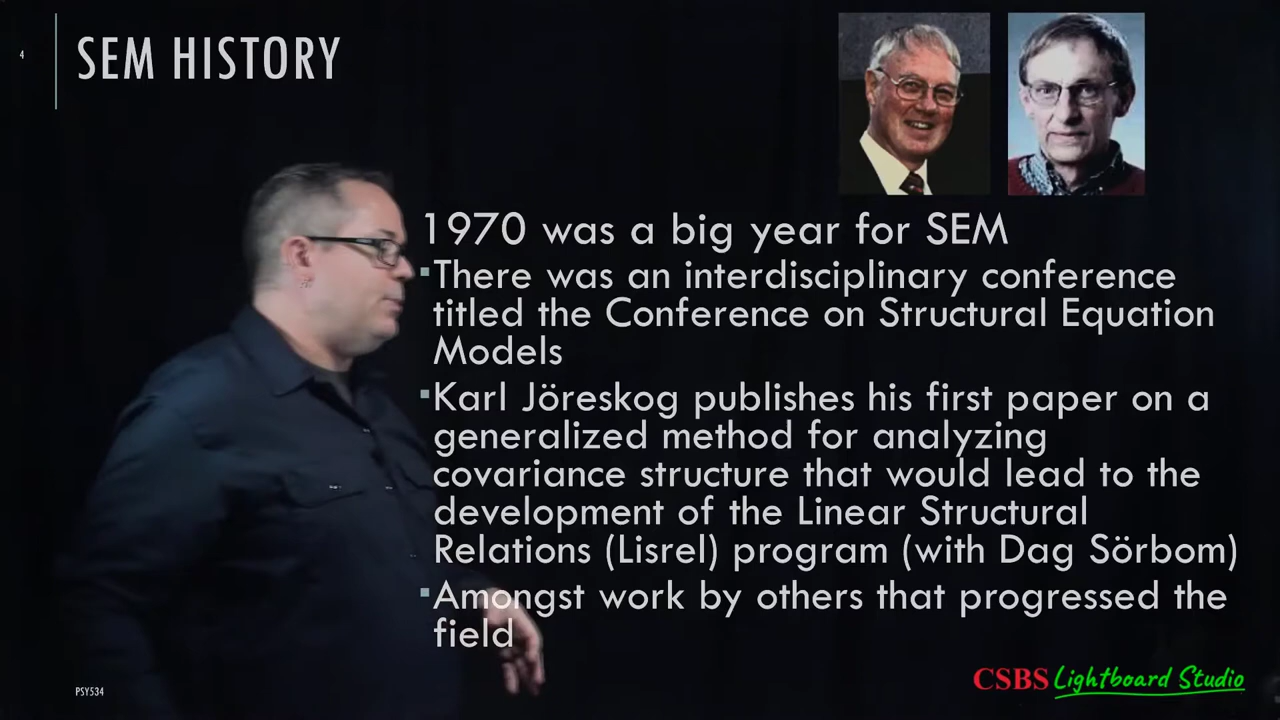 4
SEM HISTORY
1970 was a big year for SEM
▪There was an interdisciplinary conference
titled the Conference on Structural Equation
Models
▪Karl Jöreskog publishes his first paper on a
generalized method for analyzing
covariance structure that would lead to the
development of the Linear Structural
Relations (Lisrel) program (with Dag Sörbom)
▪Amongst work by others that progressed the
field
PSY534
CSBS Lightboard Studio